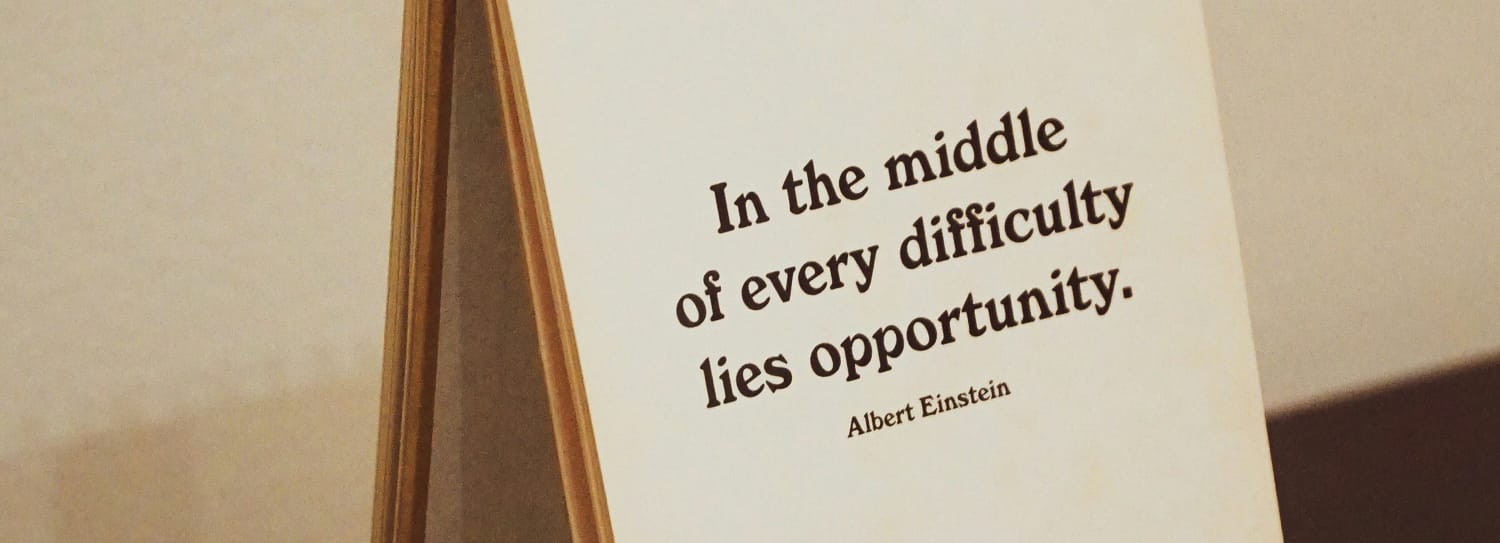 In the middle
of every difficulty
lies opportunity.
Albert Einstein